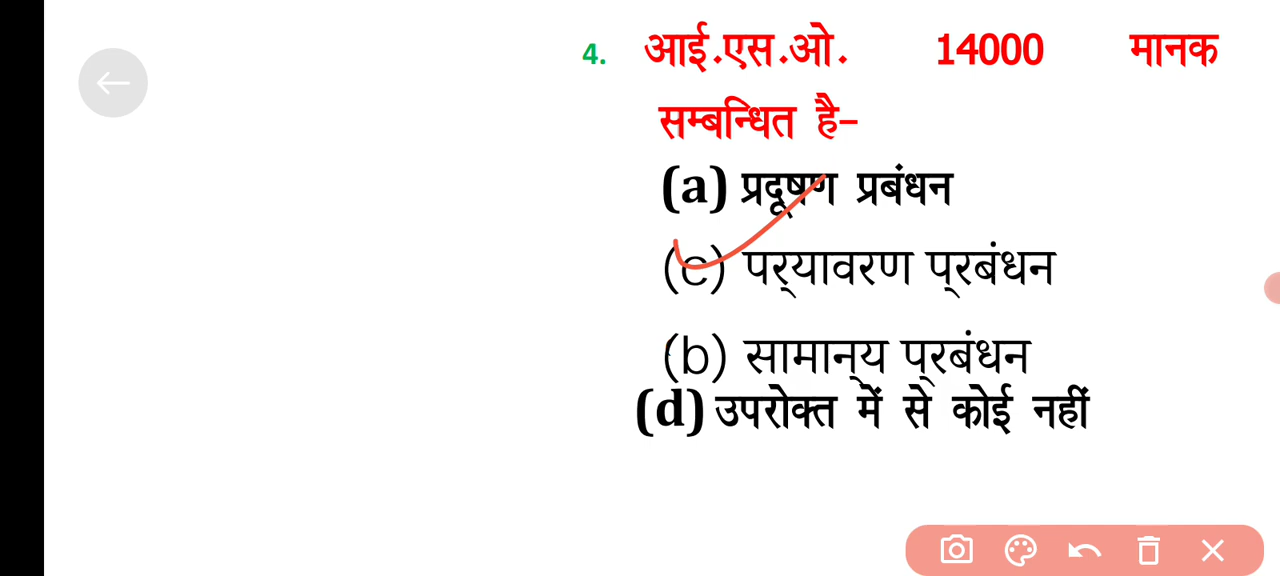 4. आई.एस.ओ. 14000 मानक
सम्बन्धित है-
(a) प्रदूषण प्रबंधन
(c) पर्‍यावरण प्‍रबंधन
(b) सामान्‍य प्‍रबंधन
(d) उपरोक्त में से कोई नहीं